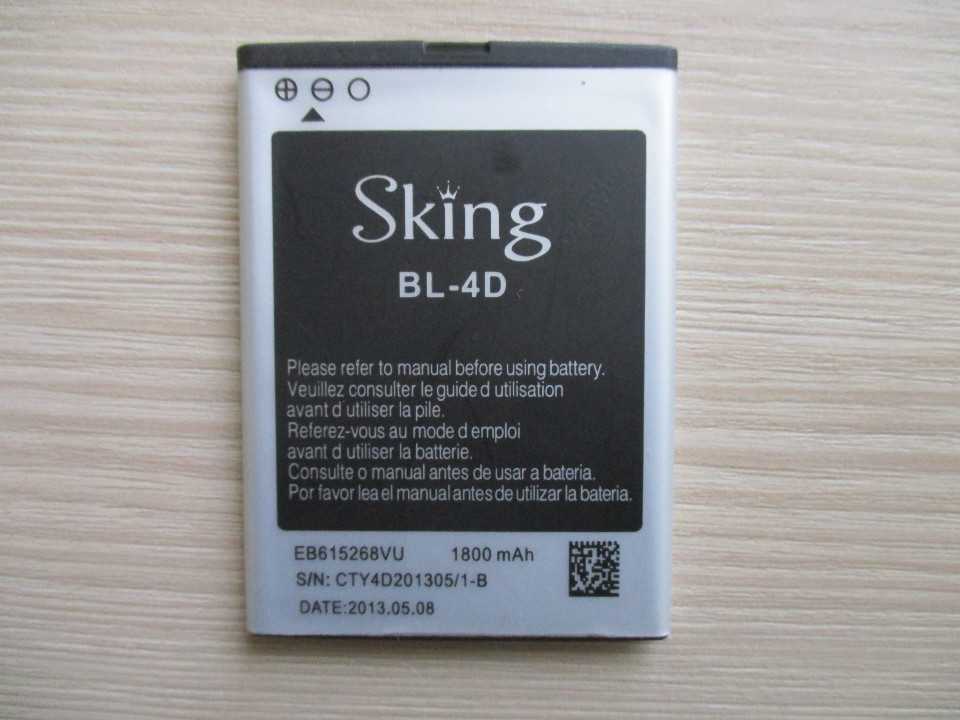 Sking
BL-4D
Please refer to manual before using battery.
Veuillez consulter le guide d utilisation
avant d' utiliser la pile.
Referez-vous au mode d emploi
avant d utiliser la batterie.
Consulte o manual antes de usar a bateria.
Por favor lea el manual antes de utilizar la bateria.
EB615268VU 1800 mAh
S/N: CTY4D201305/1-B
DATE:2013.05.08